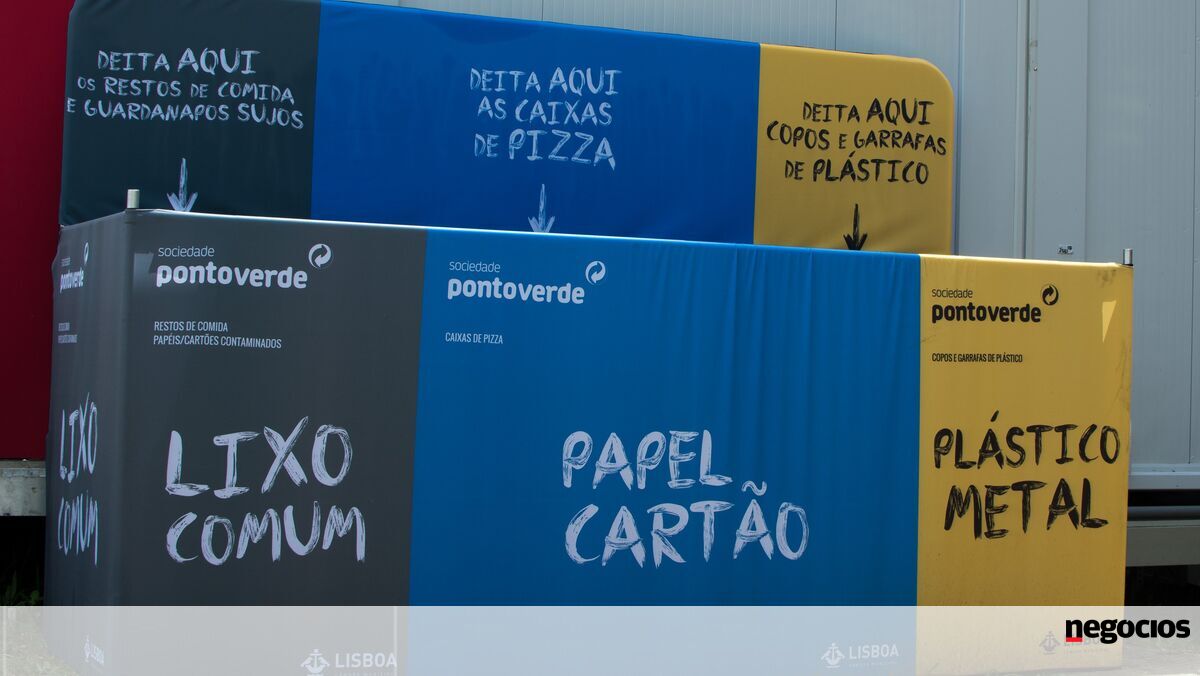 DEITA AQUI
OS RESTOS DE COMIDA
E GUARDANAPOS SUJOS
DEITA AQUI
AS CAIXAS
DE PIZZA
DEITA AQUI
COPOS E GARRAFAS
DE PLÁSTICO
pontoverde
LIXO
COMUM
sociedade
pontoverde
RESTOS DE COMIDA
PAPÉIS/CARTÕES CONTAMINADOS
LIXO
COMUM
sociedade
pontoverde
CAIXAS DE PIZZA
PAPEL
CARTÃO
sociedade
pontoverde
COPOS E GARRAFAS DE PLÁSTICO
PLÁSTICO
METAL
LISBOA
LISBOA
negocios